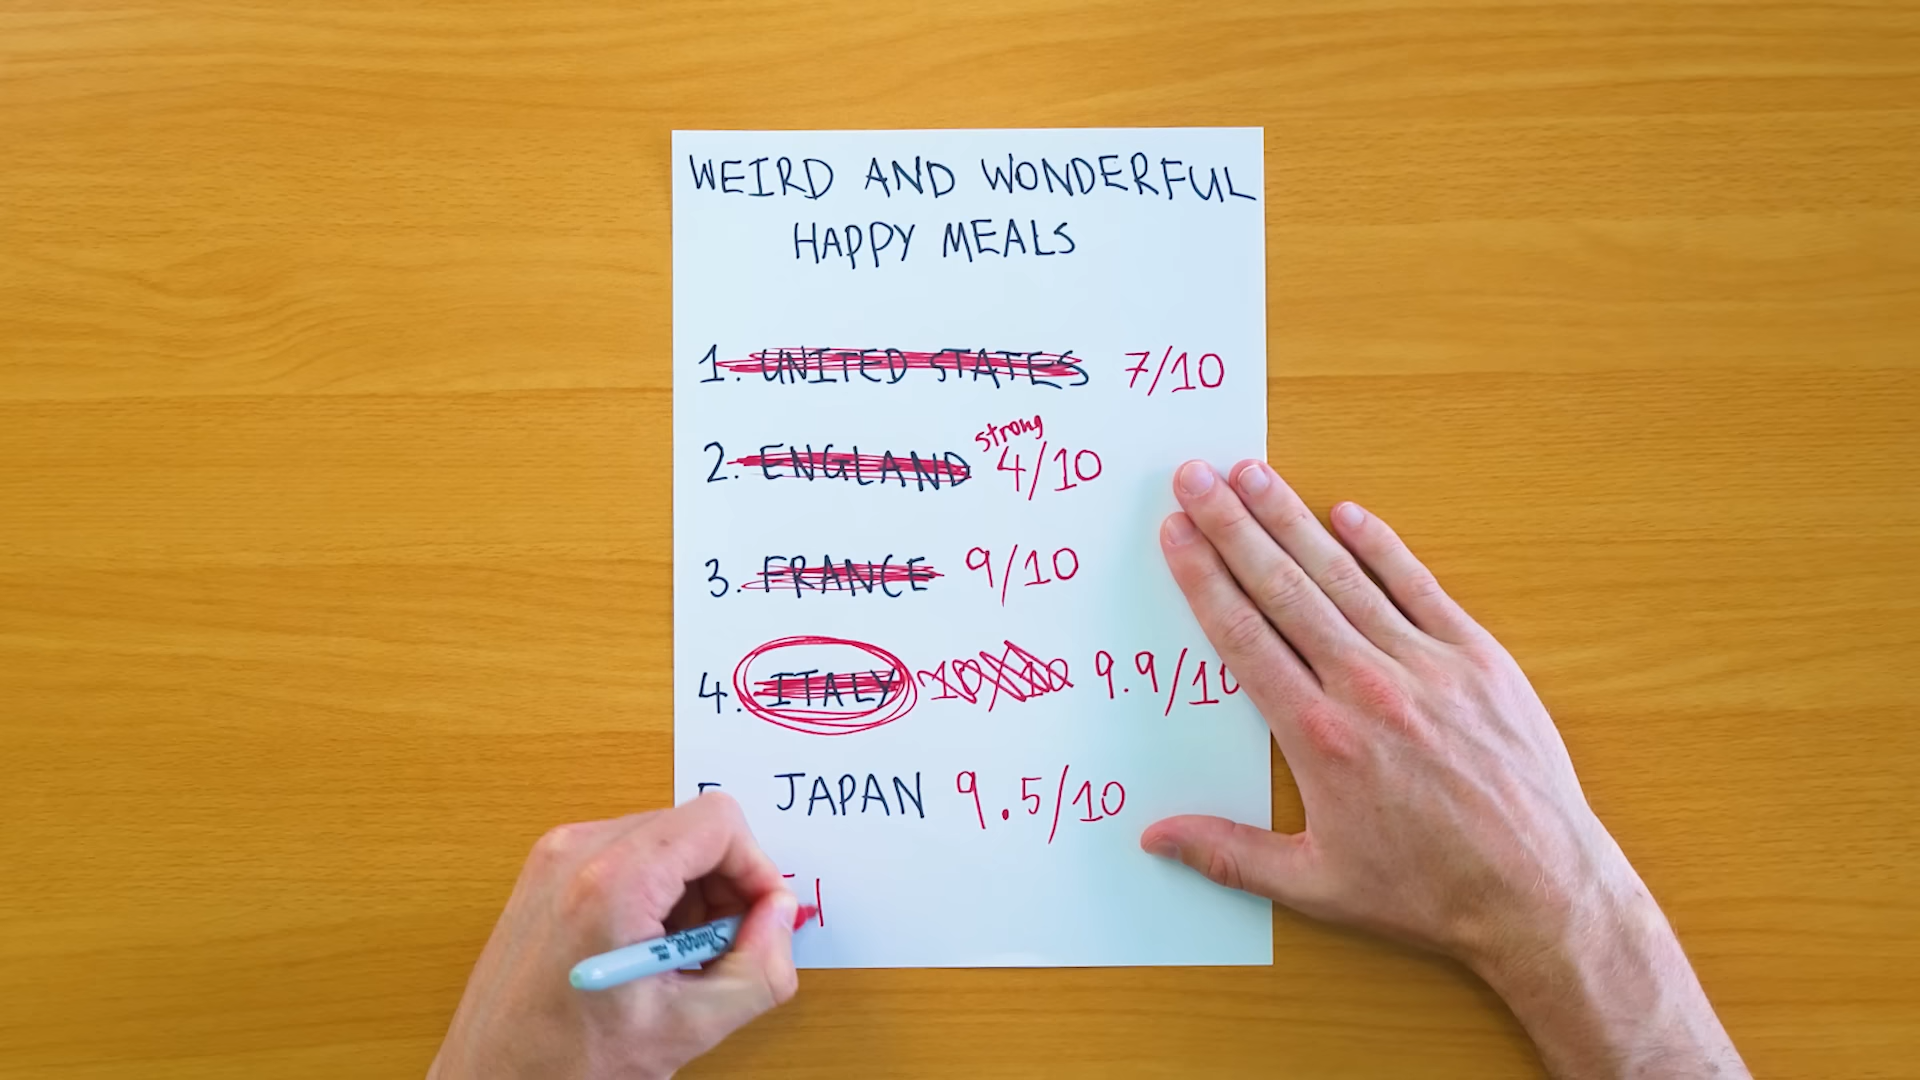 WEIRD AND WONDERFUL
HAPPY MEALS
1. UNITED STATES 7/10
strong
2. ENGLAND 4/10
3. FRANCE 9/10
4. ITALY 10/10 9.9/10
JAPAN 9.5/10
Sharpie